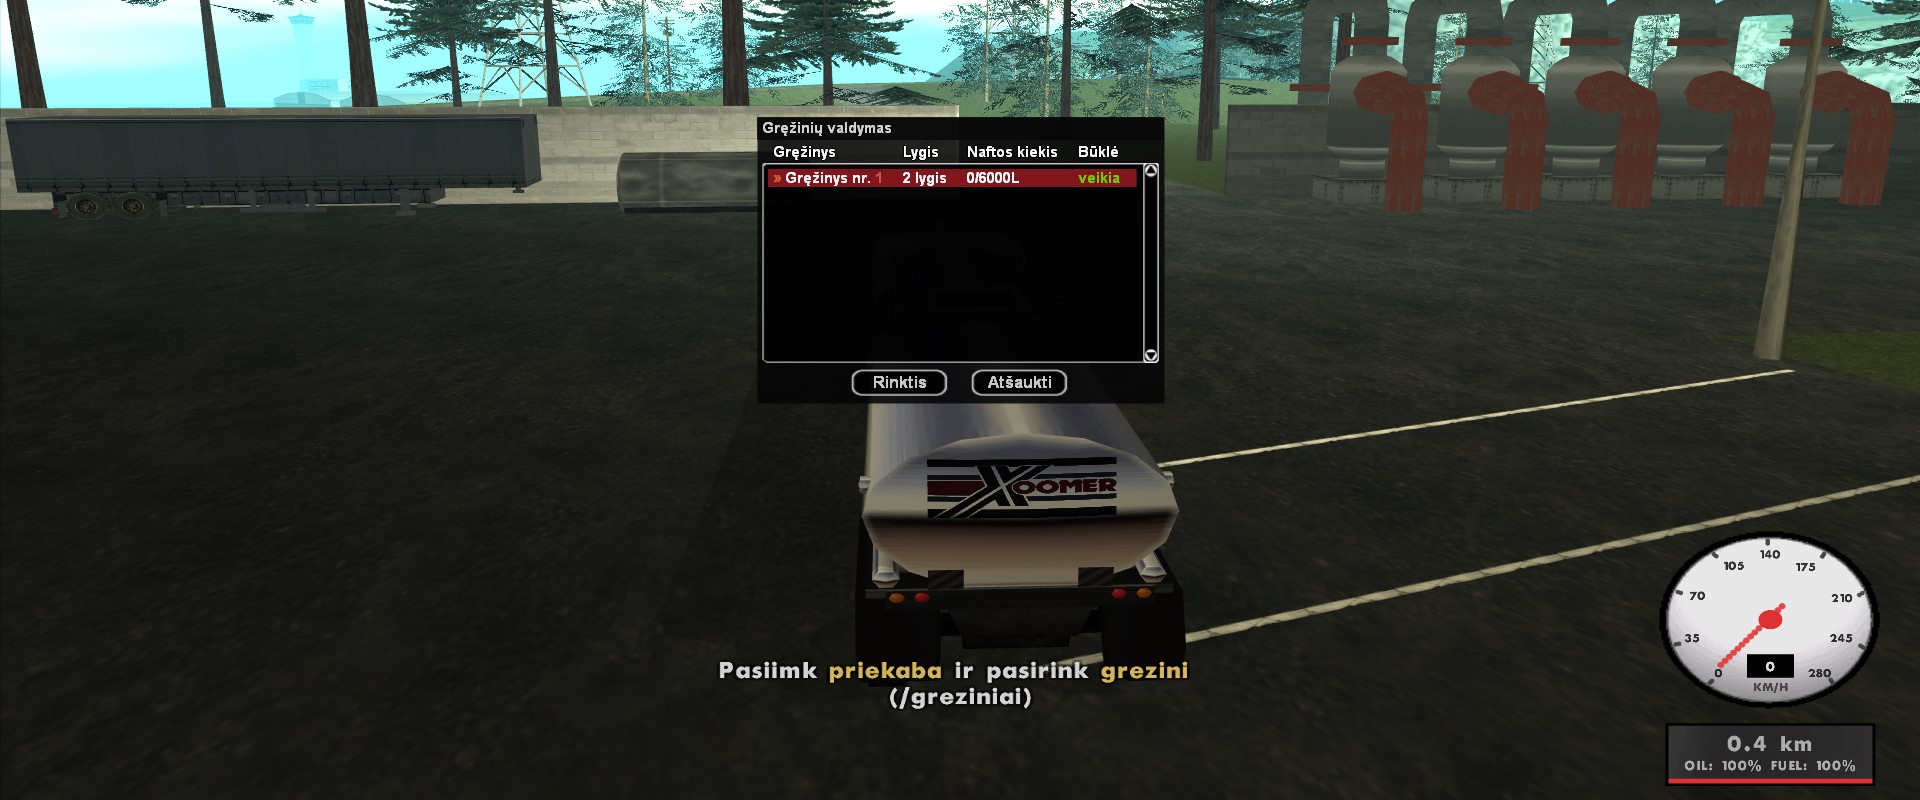 Gręžinių valdymas
Gręžinys Lygis Naftos kiekis Būklė
» Gręžinys nr. 1 2 lygis 0/6000L veikia
Rinktis Atšaukti
XOOMER
Pasiimk priekaba ir pasirink grezini
(/greziniai)
140
105 175
70 210
35 245
0 0 280
KM/H
0.4 km
OIL: 100% FUEL: 100%